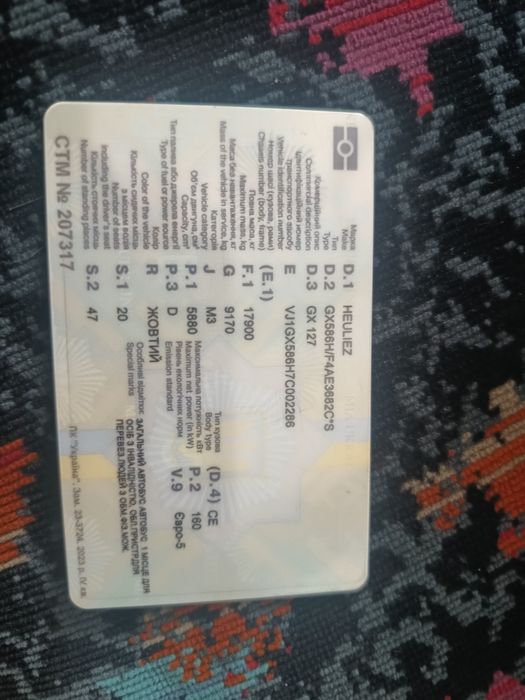 Марка
Make D.1 HEULIEZ
Тип
Type D.2 GX586H/F4AE3682C*S
Комерційний опис
Commercial description D.3 GX 127
Ідентифікаційний номер
транспортного засобу
Vehicle identification number E VJ1GX586H7C002286
Номер шасі (кузова, рами)
Chassis number (body, frame) (E.1)
Повна маса, кг
Maximum mass, kg F.1 17900
Маса без навантаження, кг
Mass of the vehicle in service, kg G 9170
Категорія
Vehicle category J M3
Тип кузова
Body type (D.4) CE
Об'єм двигуна, см³
Capacity, cm³ P.1 5880
Максимальна потужність кВт
Maximum net power (in kW) P.2 160
Тип палива або джерела енергії
Type of fuel or power source P.3 D
Рівень екологічних норм
Emission standard V.9 Євро-5
Колір
Color of the vehicle R ЖОВТИЙ
Кількість сидячих місць
з місцем водія
Number of seats
including the driver's seat S.1 20
Особливі відмітки:
Special marks
ЗАГАЛЬНИЙ АВТОБУС АВТОБУС 1 МІСЦЕ ДЛЯ
ОСІБ З ІНВАЛІДНІСТЮ, ОБЛ.ПРИСТР.ДЛЯ
ПЕРЕВЕЗ.ЛЮДЕЙ З ОБМ.ФІЗ.МОЖ.
Кількість стоячих місць
Number of standing places S.2 47
СТМ № 207317
ПК "Україна". Зам. 23-3724. 2023 р. IV кв.